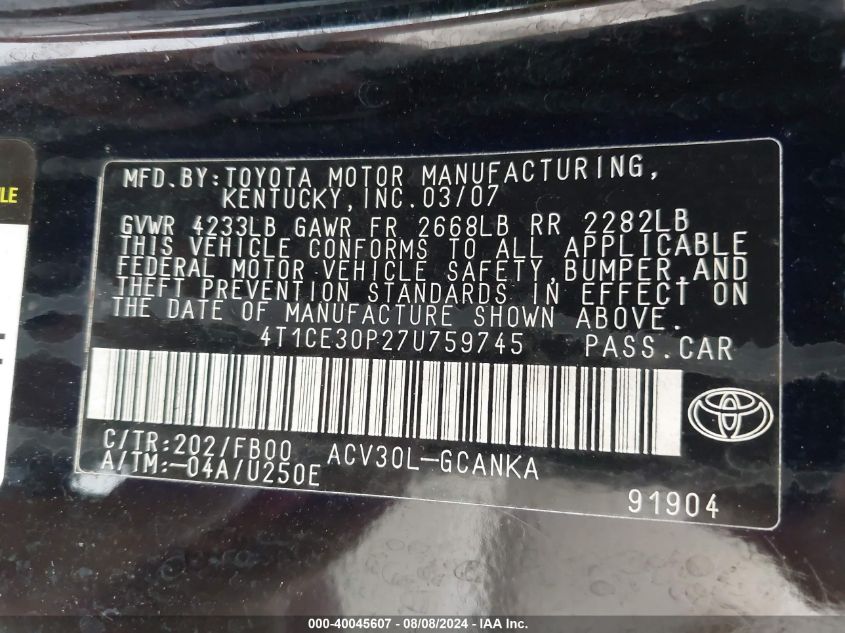 MFD.BY:TOYOTA MOTOR MANUFACTURING,
KENTUCKY,INC.03/07
GVWR 4233LB GAWR FR 2668LB RR 2282LB
THIS VEHICLE CONFORMS TO ALL APPLICABLE
FEDERAL MOTOR VEHICLE SAFETY,BUMPER,AND
THEFT PREVENTION STANDARDS IN EFFECT ON
THE DATE OF MANUFACTURE SHOWN ABOVE.
4T1CE30P27U759745 PASS.CAR
C/TR:202/FB00 ACV30L-GCANKA
A/TM:-04A/U250E
91904
000-40045607 - 08/08/2024 - IAA Inc.